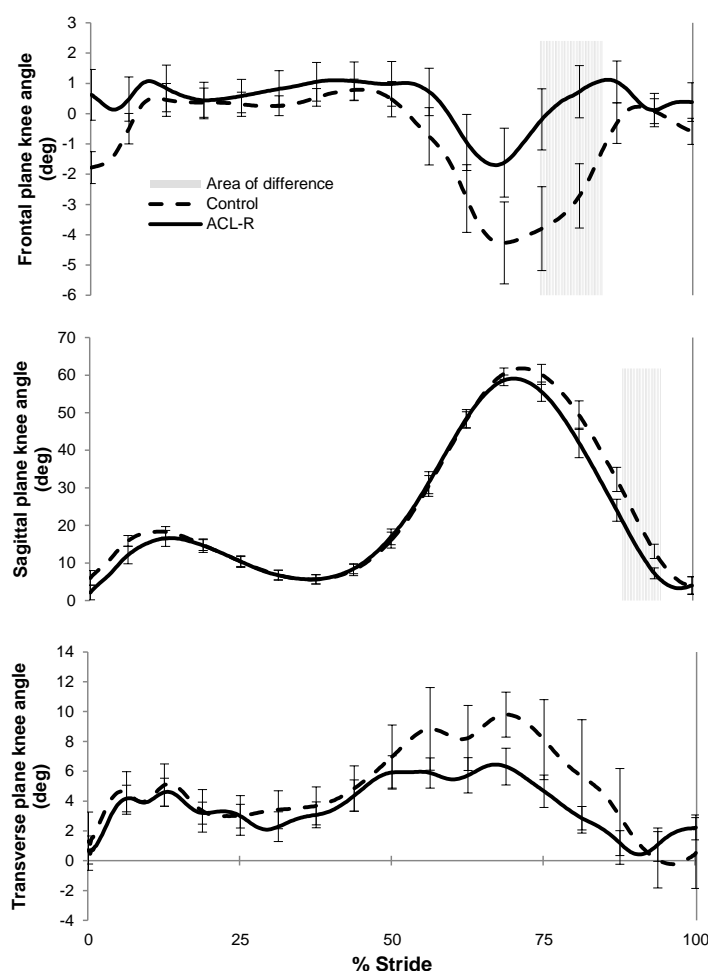 Frontal plane knee angle
(deg)
3
2
1
0
-1
-2
-3
-4
-5
-6
Area of difference
Control
ACL-R
Sagittal plane knee angle
(deg)
70
60
50
40
30
20
10
0
Transverse plane knee angle
(deg)
14
12
10
8
6
4
2
0
-2
-4
0 25 50 75 100
% Stride